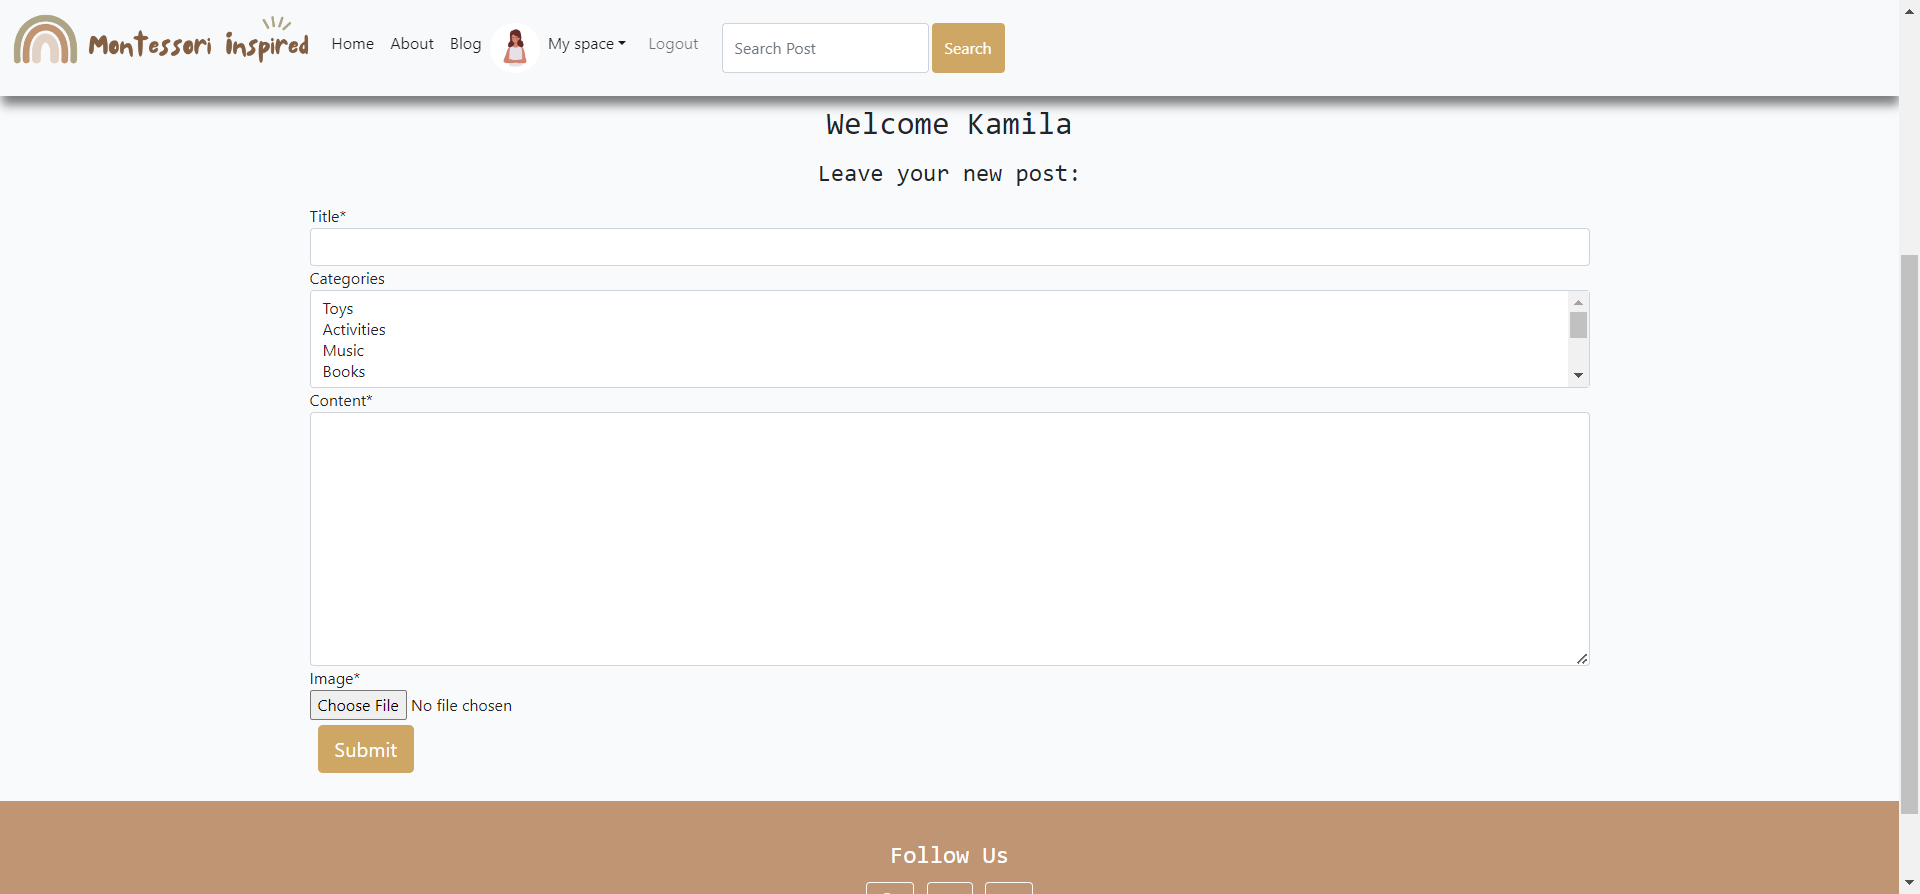 Montessori inspired Home About Blog My space Logout Search Post Search
Welcome Kamila
Leave your new post:
Title*
Categories
Toys
Activities
Music
Books
Content*
Image*
Choose File No file chosen
Submit
Follow Us